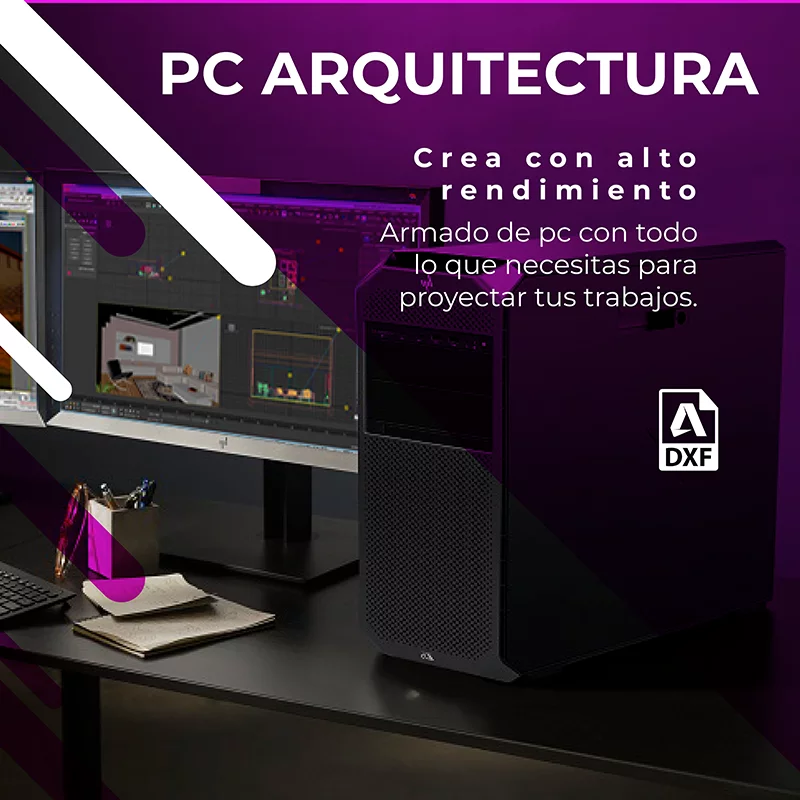 PC ARQUITECTURA
Crea con alto
rendimiento
Armado de pc con todo
lo que necesitas para
proyectar tus trabajos.
DXF